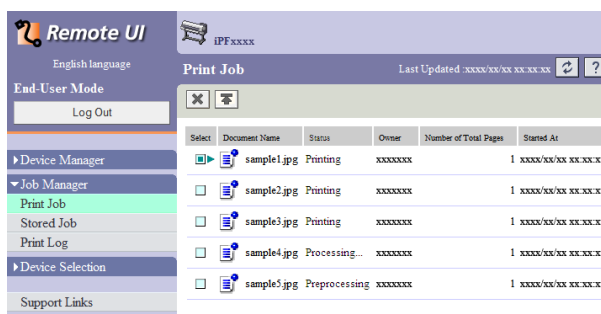 Remote UI
English language
End-User Mode
Log Out
Device Manager
Job Manager
Print Job
Stored Job
Print Log
Device Selection
Support Links
iPFxxxx
Print Job Last Updated :xxxx/xx/xx xx:xx:xx ?
Select Document Name Status Owner Number of Total Pages Started At
sample1.jpg Printing xxxxxxx 1 xxxx/xx/xx xx:xx:x
sample2.jpg Printing xxxxxxx 1 xxxx/xx/xx xx:xx:x
sample3.jpg Printing xxxxxxx 1 xxxx/xx/xx xx:xx:x
sample4.jpg Processing... xxxxxxx 1 xxxx/xx/xx xx:xx:x
sample5.jpg Preprocessing xxxxxxx 1 xxxx/xx/xx xx:xx:x